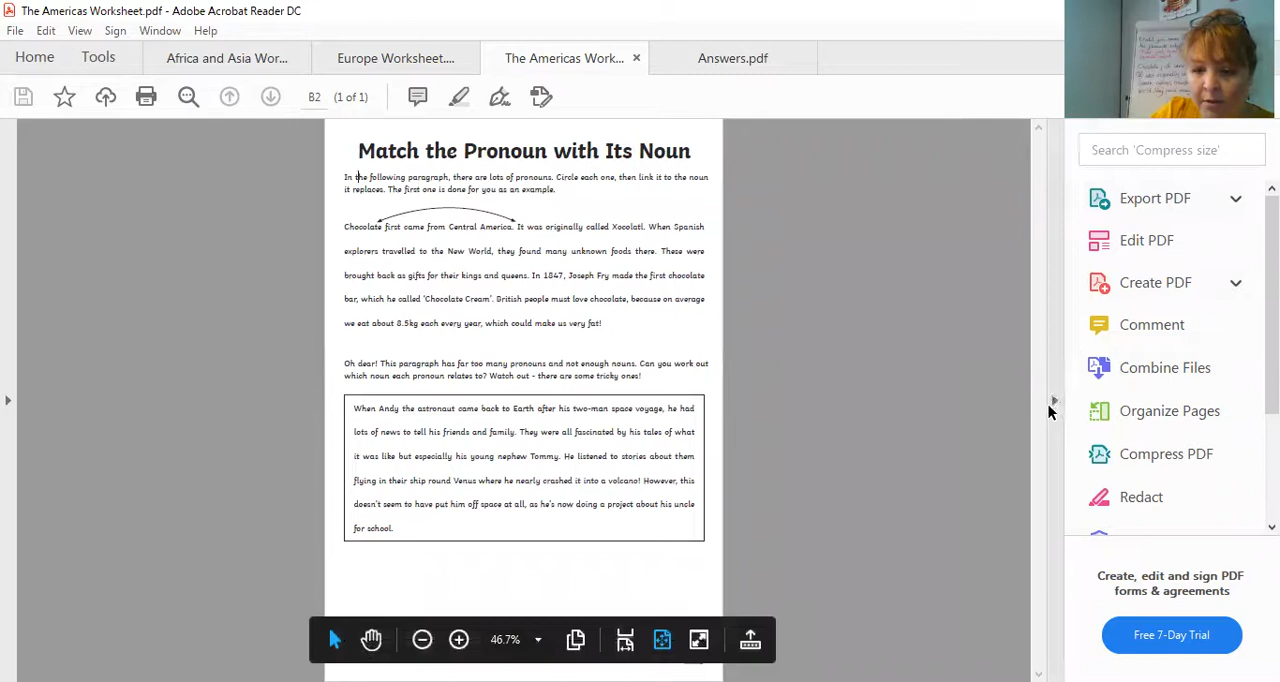 The Americas Worksheet.pdf - Adobe Acrobat Reader DC
File Edit View Sign Window Help
Home Tools Africa and Asia Wor... Europe Worksheet.... The Americas Work... × Answers.pdf
B2 (1 of 1)
Search 'Compress size'
Export PDF
Edit PDF
Create PDF
Comment
Combine Files
Organize Pages
Compress PDF
Redact
Create, edit and sign PDF
forms & agreements
Free 7-Day Trial
Match the Pronoun with Its Noun
In the following paragraph, there are lots of pronouns. Circle each one, then link it to the noun
it replaces. The first one is done for you as an example.
Chocolate first came from Central America. It was originally called Xocolatl. When Spanish
explorers travelled to the New World, they found many unknown foods there. These were
brought back as gifts for their kings and queens. In 1847, Joseph Fry made the first chocolate
bar, which he called 'Chocolate Cream'. British people must love chocolate, because on average
we eat about 8.5kg each every year, which could make us very fat!
Oh dear! This paragraph has far too many pronouns and not enough nouns. Can you work out
which noun each pronoun relates to? Watch out - there are some tricky ones!
When Andy the astronaut came back to Earth after his two-man space voyage, he had
lots of news to tell his friends and family. They were all fascinated by his tales of what
it was like but especially his young nephew Tommy. He listened to stories about them
flying in their ship round Venus where he nearly crashed it into a volcano! However, this
doesn't seem to have put him off space at all, as he's now doing a project about his uncle
for school.
46.7%